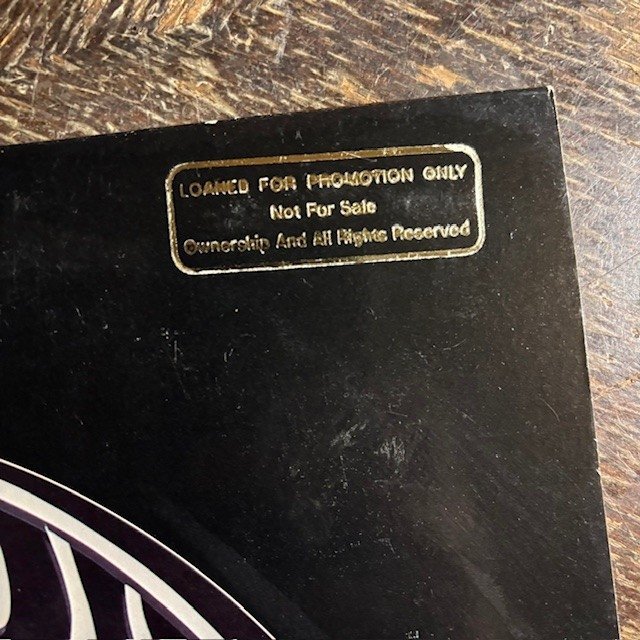 LOANED FOR PROMOTION ONLY
Not For Sale
Ownership And All Rights Reserved